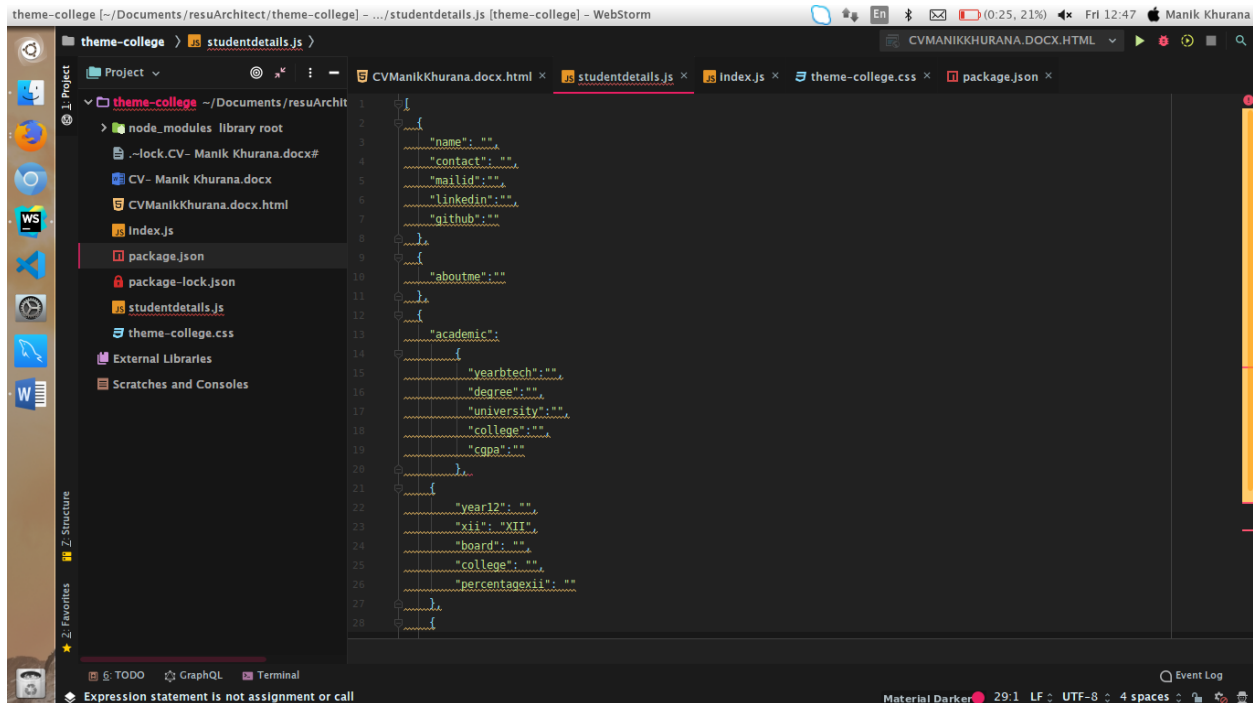 theme-college [~/Documents/resuArchitect/theme-college] - .../studentdetails.js [theme-college] - WebStorm
En
(0:25, 21%)
Fri 12:47
Manik Khurana
theme-college
studentdetails.js
CVMANIKKHURANA.DOCX.HTML
1: Project
Project
CVManikKhurana.docx.html ×
studentdetails.js ×
index.js ×
theme-college.css ×
package.json ×
theme-college ~/Documents/resuArchit
node_modules library root
.~lock.CV- Manik Khurana.docx#
CV- Manik Khurana.docx
CVManikKhurana.docx.html
index.js
package.json
package-lock.json
studentdetails.js
theme-college.css
External Libraries
Scratches and Consoles
WS
W
7: Structure
2: Favorites
1 [
2 {
3 "name": "",
4 "contact": "",
5 "mailid":"",
6 "linkedin":"",
7 "github":""
8 },
9 {
10 "aboutme":""
11 },
12 {
13 "academic":
14 {
15 "yearbtech":"",
16 "degree":"",
17 "university":"",
18 "college":"",
19 "cgpa":""
20 },
21 {
22 "year12": "",
23 "xii": "XII",
24 "board": "",
25 "college": "",
26 "percentagexii": ""
27 },
28 {
6: TODO
GraphQL
Terminal
Event Log
Expression statement is not assignment or call
Material Darker
29:1
LF
UTF-8
4 spaces